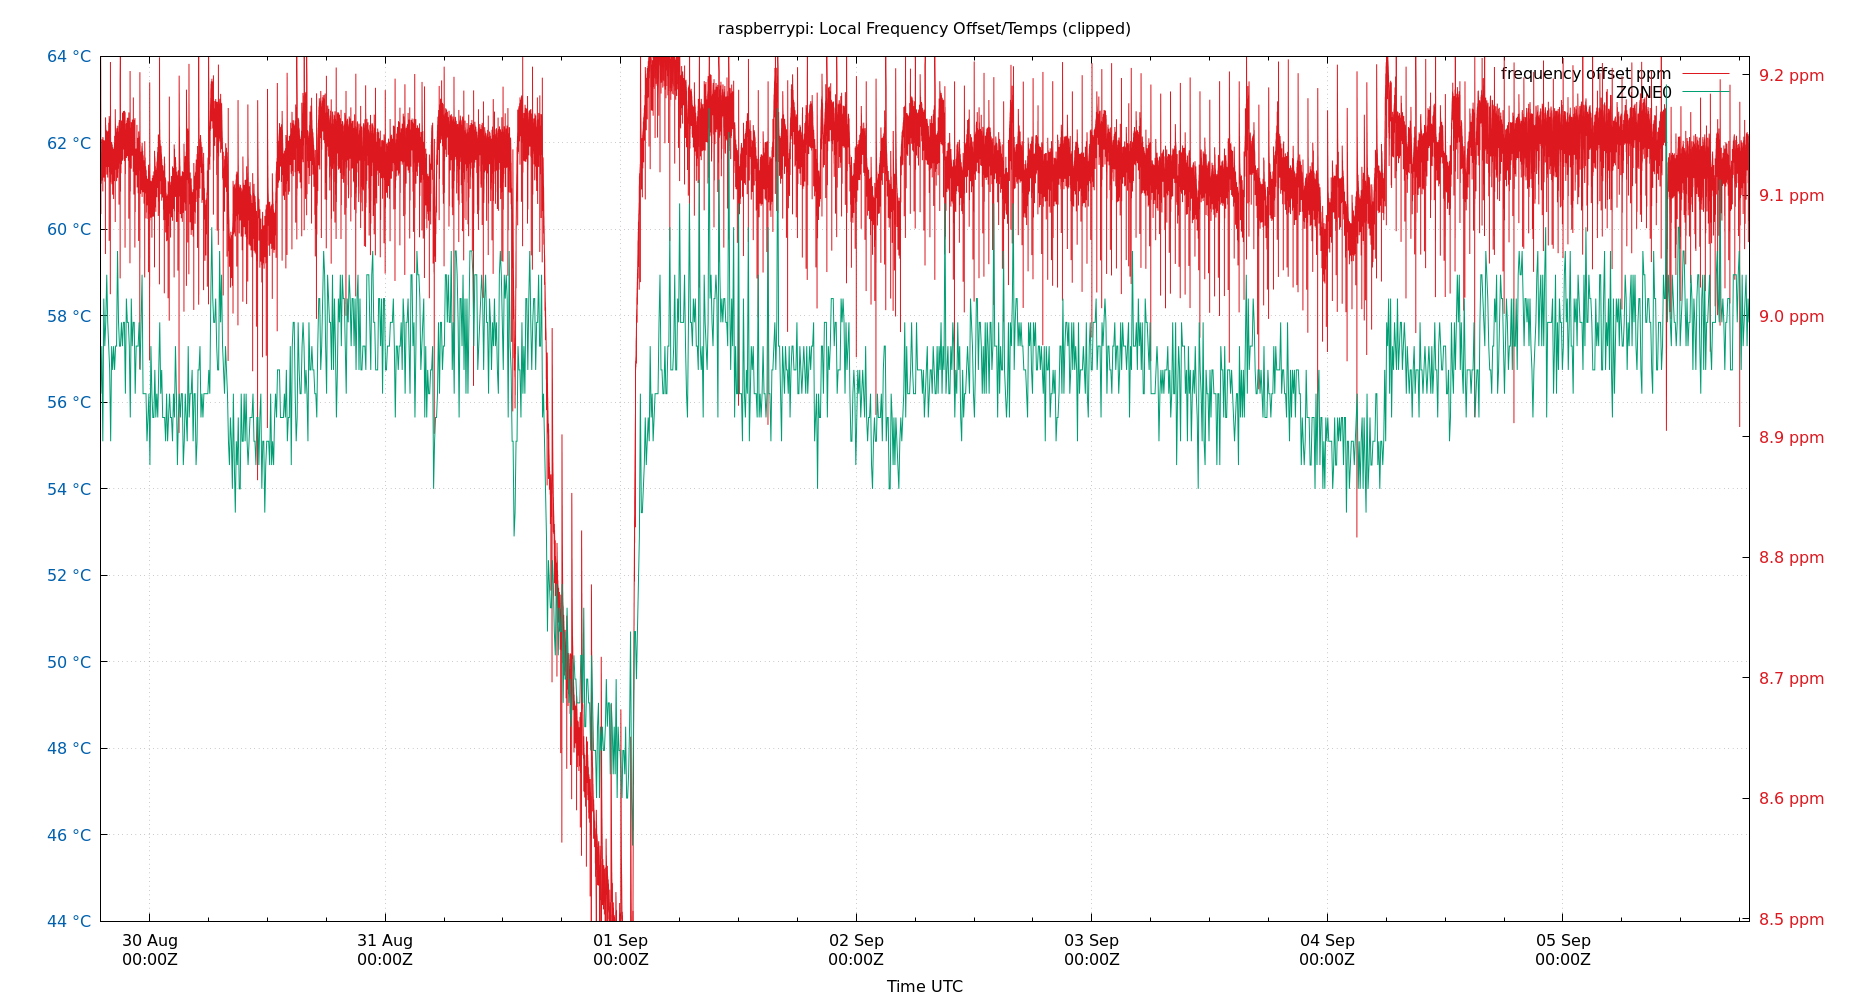 raspberrypi: Local Frequency Offset/Temps (clipped)
64 °C
62 °C
60 °C
58 °C
56 °C
54 °C
52 °C
50 °C
48 °C
46 °C
44 °C
frequency offset ppm
ZONE0
9.2 ppm
9.1 ppm
9.0 ppm
8.9 ppm
8.8 ppm
8.7 ppm
8.6 ppm
8.5 ppm
30 Aug
00:00Z
31 Aug
00:00Z
01 Sep
00:00Z
02 Sep
00:00Z
03 Sep
00:00Z
04 Sep
00:00Z
05 Sep
00:00Z
Time UTC